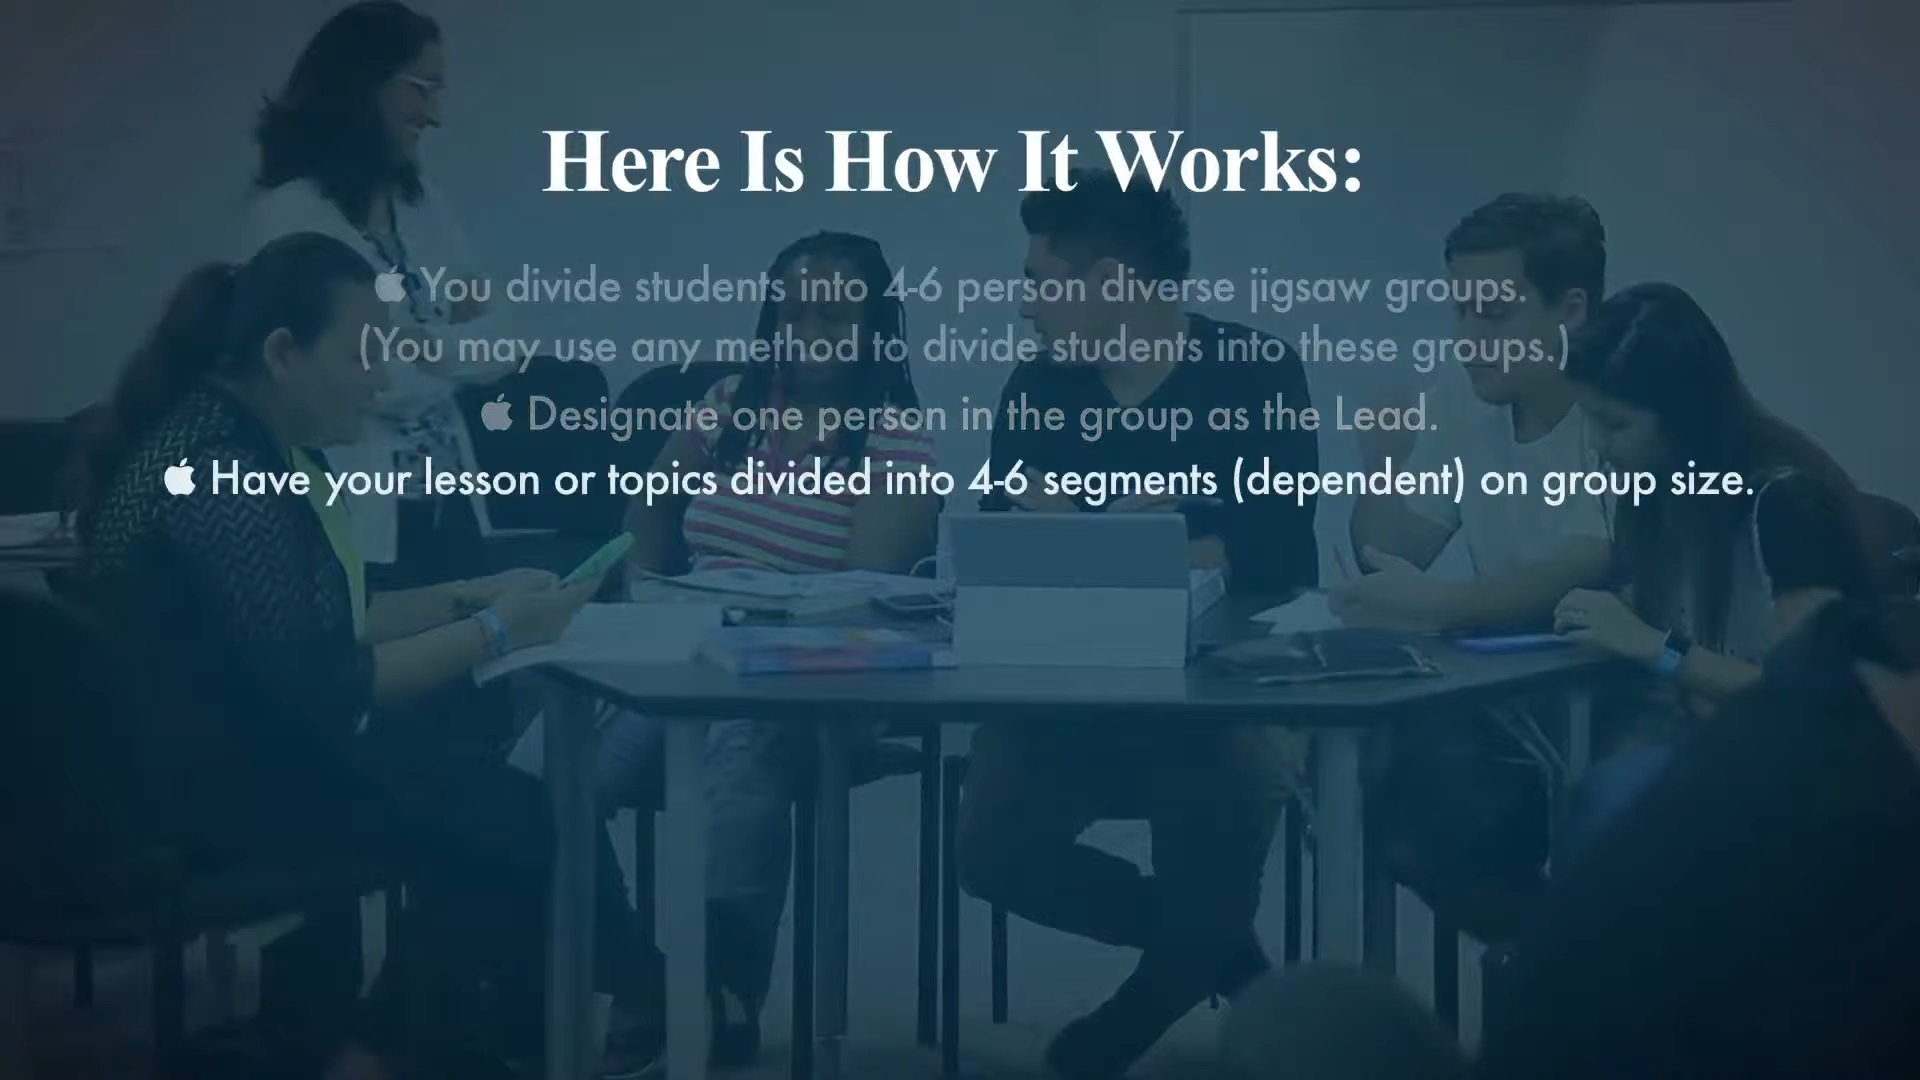 Here Is How It Works:
You divide students into 4-6 person diverse jigsaw groups.
(You may use any method to divide students into these groups.)
Designate one person in the group as the Lead.
Have your lesson or topics divided into 4-6 segments (dependent) on group size.